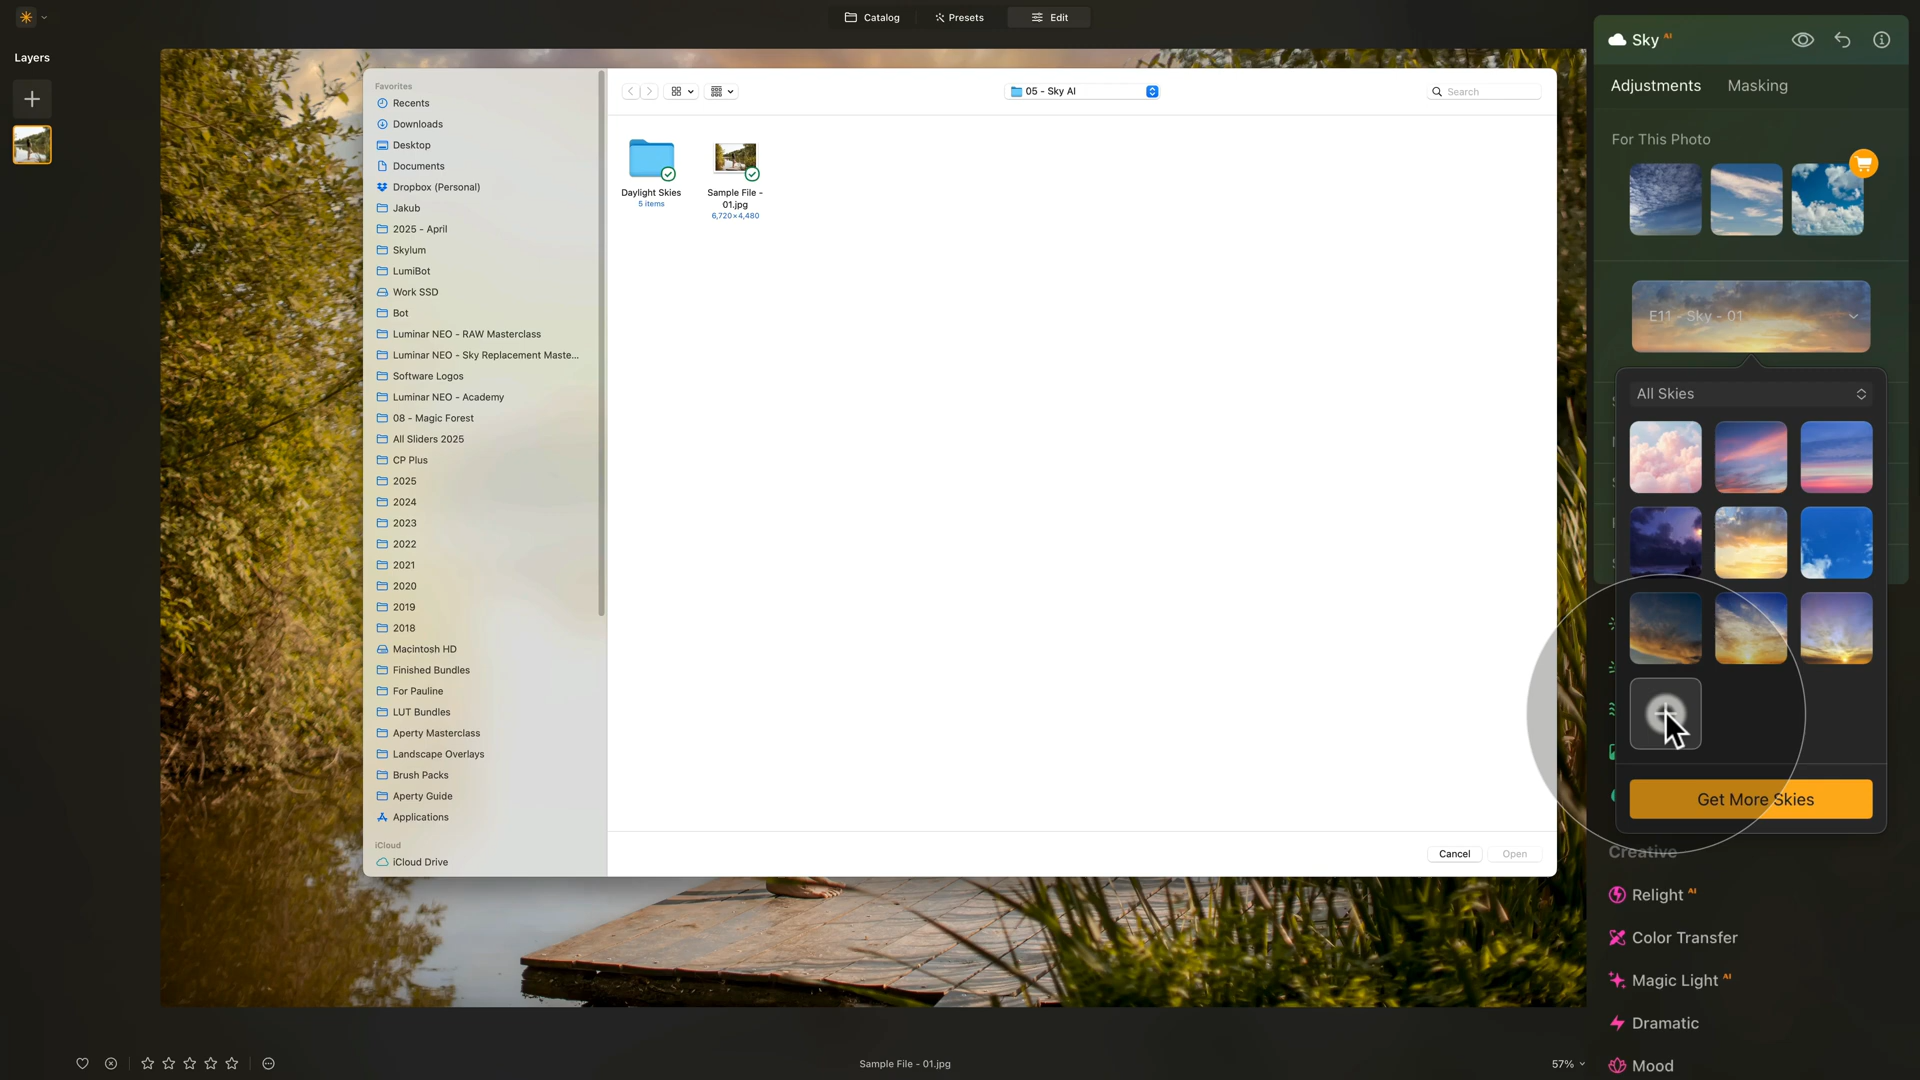 Catalog
Presets
Edit
Layers
Favorites
Recents
Downloads
Desktop
Documents
Dropbox (Personal)
Jakub
2025 - April
Skylum
LumiBot
Work SSD
Bot
Luminar NEO - RAW Masterclass
Luminar NEO - Sky Replacement Maste...
Software Logos
Luminar NEO - Academy
08 - Magic Forest
All Sliders 2025
CP Plus
2025
2024
2023
2022
2021
2020
2019
2018
Macintosh HD
Finished Bundles
For Pauline
LUT Bundles
Aperty Masterclass
Landscape Overlays
Brush Packs
Aperty Guide
Applications
iCloud
iCloud Drive
05 - Sky AI
Search
Daylight Skies
5 items
Sample File -
01.jpg
6,720×4,480
Cancel
Open
Sky AI
Adjustments
Masking
For This Photo
E11 - Sky - 01
All Skies
Get More Skies
Creative
Relight AI
Color Transfer
Magic Light AI
Dramatic
Mood
Sample File - 01.jpg
57%